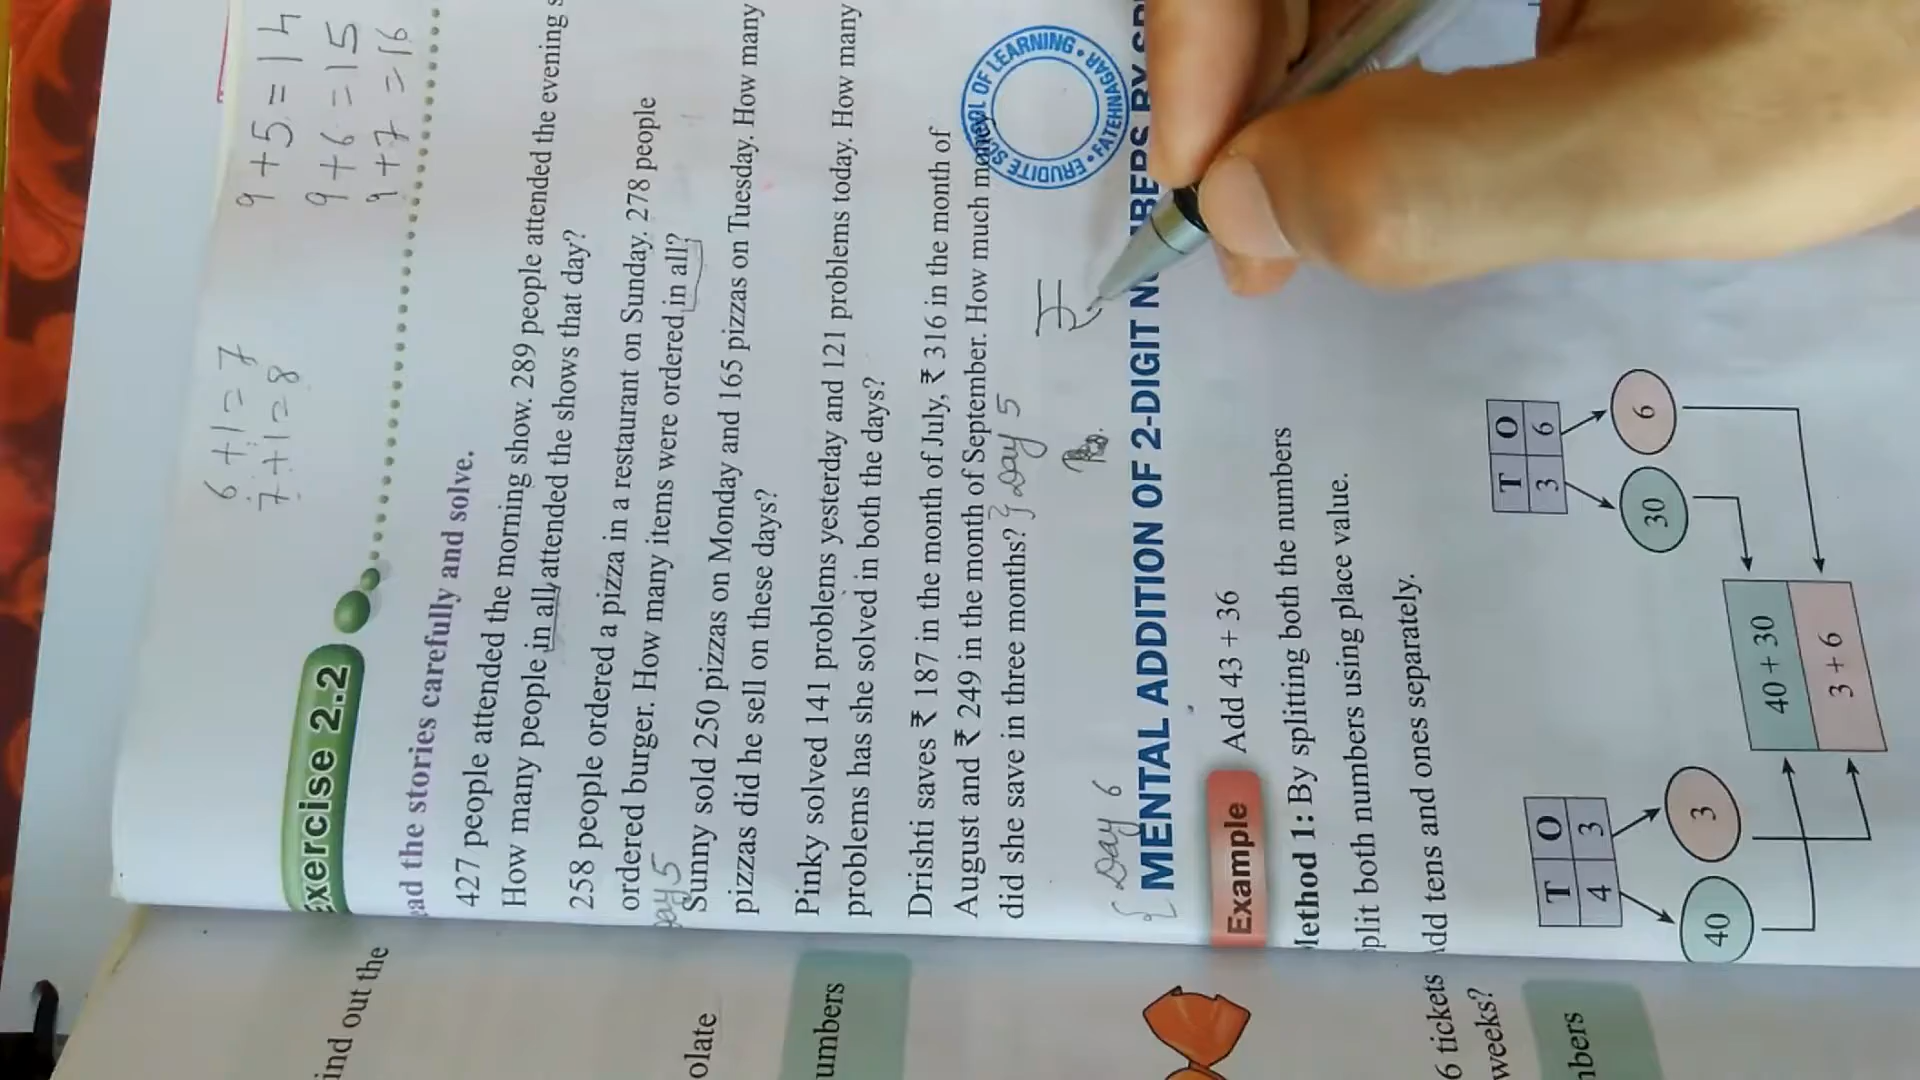 6 + 1 = 7
7 + 1 = 8
9 + 5 = 14
9 + 6 = 15
9 + 7 = 16
Exercise 2.2
ead the stories carefully and solve.
427 people attended the morning show. 289 people attended the evening s
How many people in all attended the shows that day?
258 people ordered a pizza in a restaurant on Sunday. 278 people
ordered burger. How many items were ordered in all?
Day 5
Sunny sold 250 pizzas on Monday and 165 pizzas on Tuesday. How many
pizzas did he sell on these days?
Pinky solved 141 problems yesterday and 121 problems today. How many
problems has she solved in both the days?
Drishti saves ₹ 187 in the month of July, ₹ 316 in the month of
August and ₹ 249 in the month of September. How much money
did she save in three months? } Day 5
ERUDITE SCHOOL OF LEARNING • FATEHNAGAR •
₹
{ Day 6
MENTAL ADDITION OF 2-DIGIT NUMBERS BY
Example Add 43 + 36
Method 1: By splitting both the numbers
plit both numbers using place value.
Add tens and ones separately.
T O
4 3
40
3
T O
3 6
30
6
40 + 30
3 + 6
ind out the
olate
umbers
6 tickets
weeks?
nbers